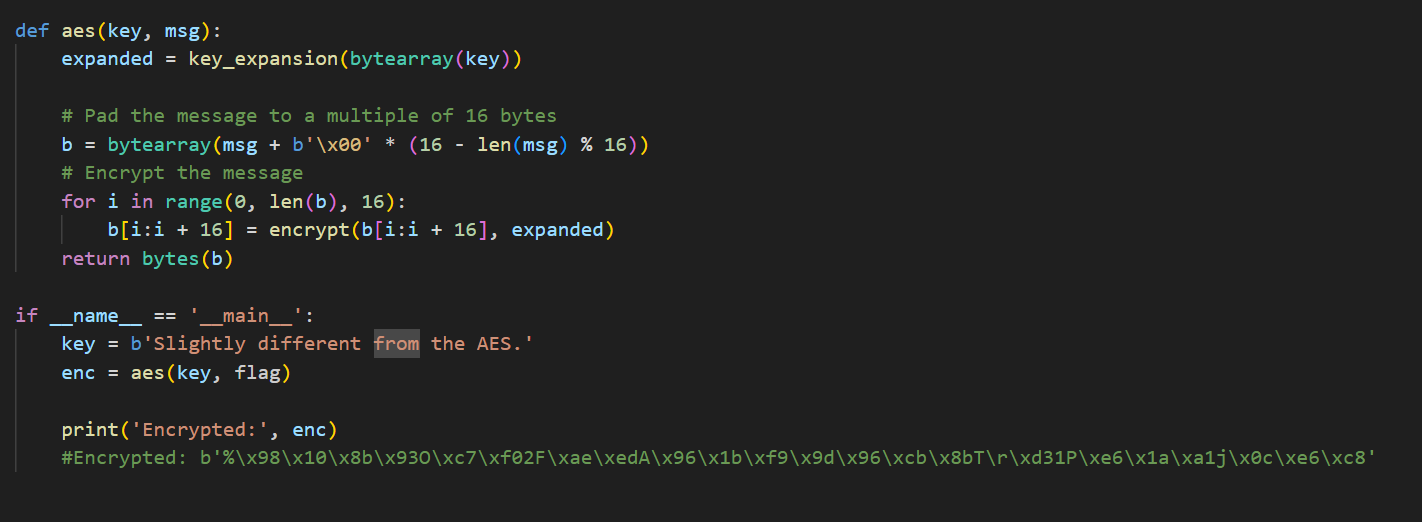 def aes(key, msg):
    expanded = key_expansion(bytearray(key))
    # Pad the message to a multiple of 16 bytes
    b = bytearray(msg + b'\x00' * (16 - len(msg) % 16))
    # Encrypt the message
    for i in range(0, len(b), 16):
        b[i:i + 16] = encrypt(b[i:i + 16], expanded)
    return bytes(b)
if __name__ == '__main__':
    key = b'Slightly different from the AES.'
    enc = aes(key, flag)
    print('Encrypted:', enc)
    #Encrypted: b'%\x98\x10\x8b\x93O\xc7\xf02F\xae\xedA\x96\x1b\xf9\x9d\x96\xcb\x8bT\r\xd31P\xe6\x1a\xa1j\x0c\xe6\xc8'